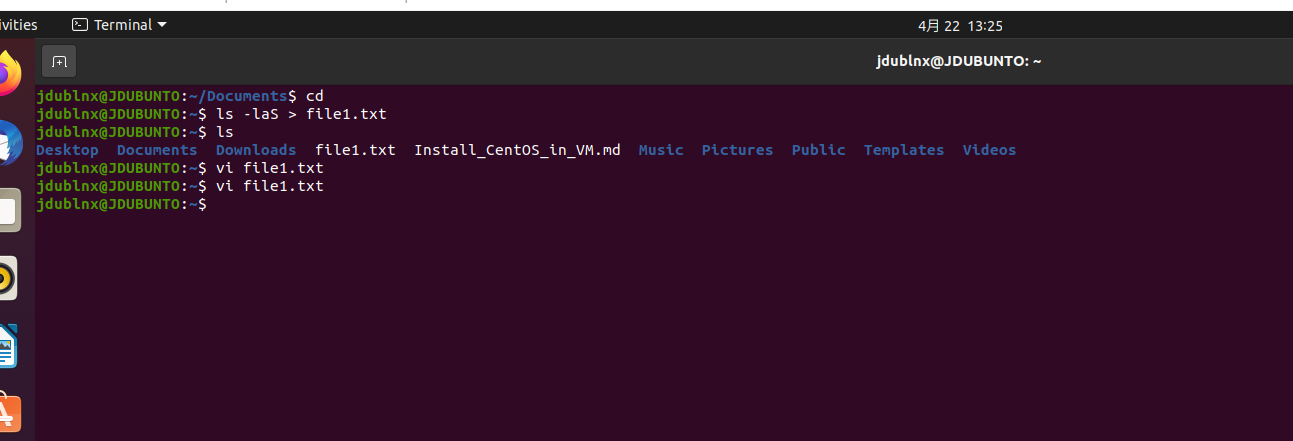 ivities Terminal 4月 22 13:25
jdublnx@JDUBUNTO: ~
jdublnx@JDUBUNTO:~/Documents$ cd
jdublnx@JDUBUNTO:~$ ls -laS > file1.txt
jdublnx@JDUBUNTO:~$ ls
Desktop Documents Downloads file1.txt Install_CentOS_in_VM.md Music Pictures Public Templates Videos
jdublnx@JDUBUNTO:~$ vi file1.txt
jdublnx@JDUBUNTO:~$ vi file1.txt
jdublnx@JDUBUNTO:~$